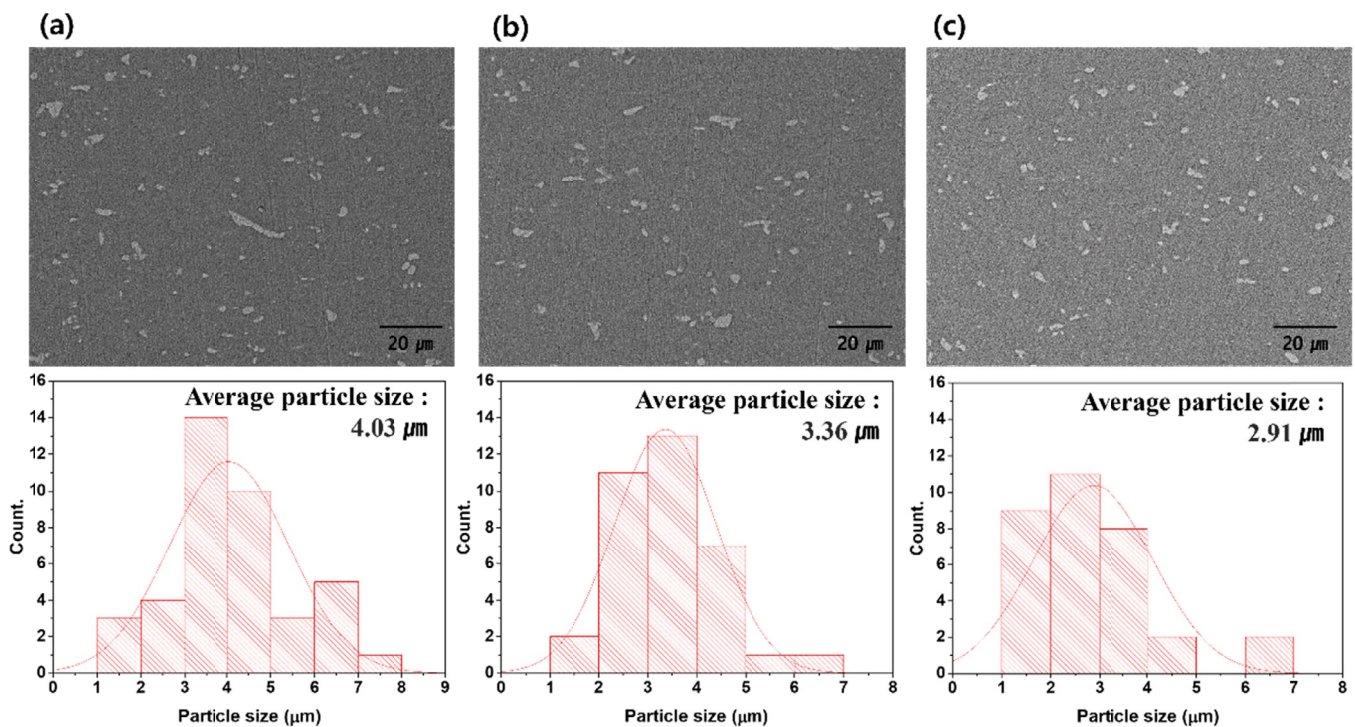 (a)
(b)
(c)
20 ㎛
20 ㎛
20 ㎛
Average particle size :
4.03 ㎛
16
14
12
10
8
6
4
2
0
Count.
0 1 2 3 4 5 6 7 8 9
Particle size (μm)
Average particle size :
3.36 ㎛
16
14
12
10
8
6
4
2
0
Count.
0 1 2 3 4 5 6 7 8
Particle size (μm)
Average particle size :
2.91 ㎛
16
14
12
10
8
6
4
2
0
Count.
0 1 2 3 4 5 6 7 8
Particle size (μm)